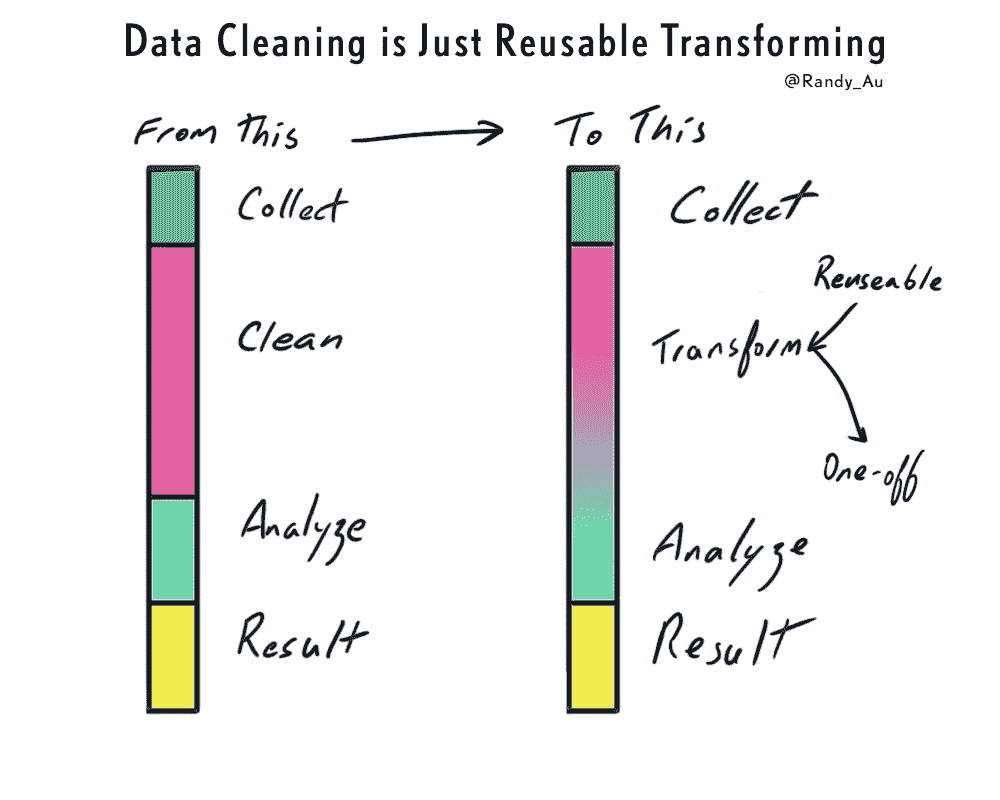 Data Cleaning is Just Reusable Transforming
@Randy_Au
From this
To This
Collect
Clean
Analyze
Result
Collect
Reuseable
Transform
One-off
Analyze
Result